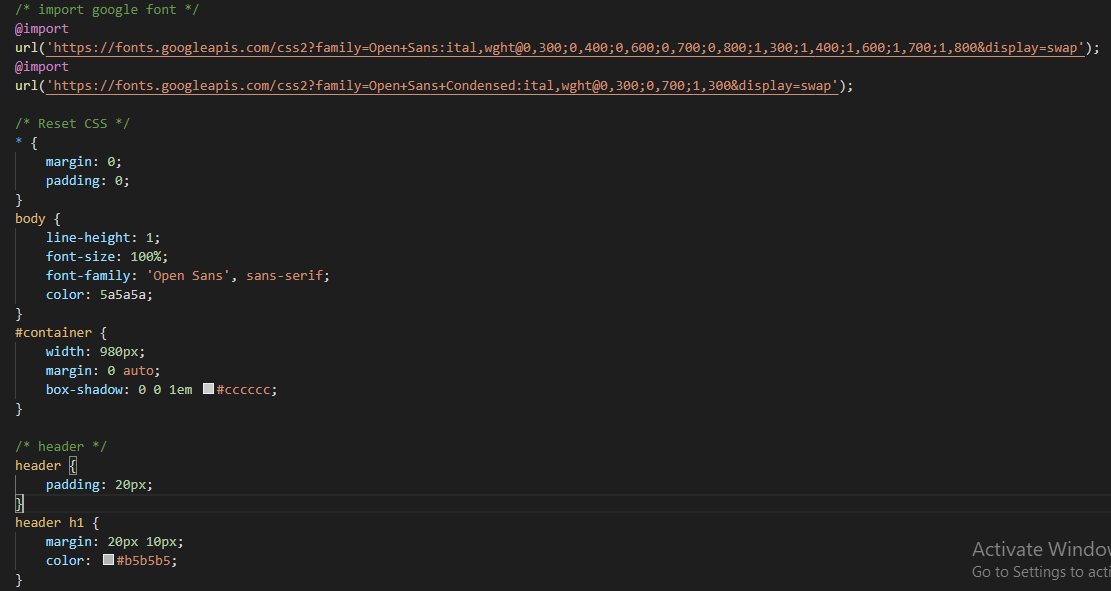 /* import google font */
@import
url('https://fonts.googleapis.com/css2?family=Open+Sans:ital,wght@0,300;0,400;0,600;0,700;0,800;1,300;1,400;1,600;1,700;1,800&display=swap');
@import
url('https://fonts.googleapis.com/css2?family=Open+Sans+Condensed:ital,wght@0,300;0,700;1,300&display=swap');

/* Reset CSS */
* {
    margin: 0;
    padding: 0;
}
body {
    line-height: 1;
    font-size: 100%;
    font-family: 'Open Sans', sans-serif;
    color: 5a5a5a;
}
#container {
    width: 980px;
    margin: 0 auto;
    box-shadow: 0 0 1em #cccccc;
}

/* header */
header {
    padding: 20px;
}
header h1 {
    margin: 20px 10px;
    color: #b5b5b5;
}
Activate Window
Go to Settings to acti